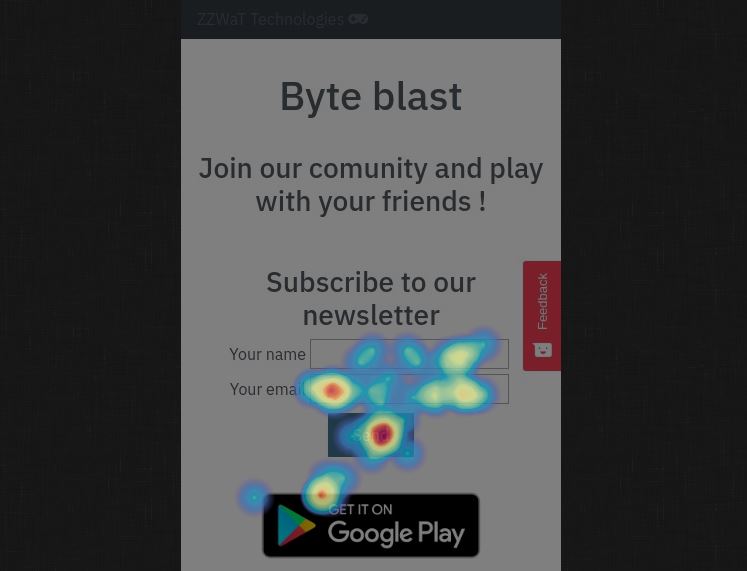 ZZWaT Technologies
Byte blast
Join our comunity and play
with your friends !
Subscribe to our
newsletter
Your name
Your email
Send
GET IT ON
Google Play
Feedback